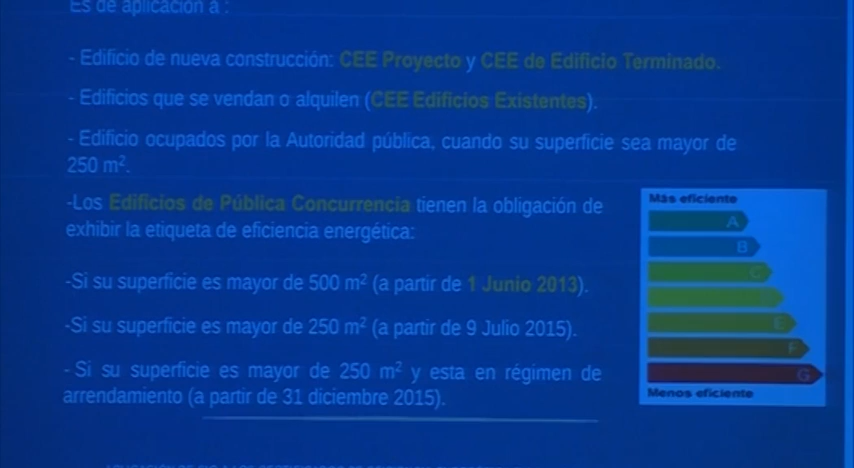 Es de aplicación a :
- Edificio de nueva construcción: CEE Proyecto y CEE de Edificio Terminado.
- Edificios que se vendan o alquilen (CEE Edificios Existentes).
- Edificio ocupados por la Autoridad pública, cuando su superficie sea mayor de
250 m².
-Los Edificios de Pública Concurrencia tienen la obligación de
exhibir la etiqueta de eficiencia energética:
-Si su superficie es mayor de 500 m² (a partir de 1 Junio 2013).
-Si su superficie es mayor de 250 m² (a partir de 9 Julio 2015).
- Si su superficie es mayor de 250 m² y esta en régimen de
arrendamiento (a partir de 31 diciembre 2015).
Más eficiente
A
B
C
D
E
F
G
Menos eficiente